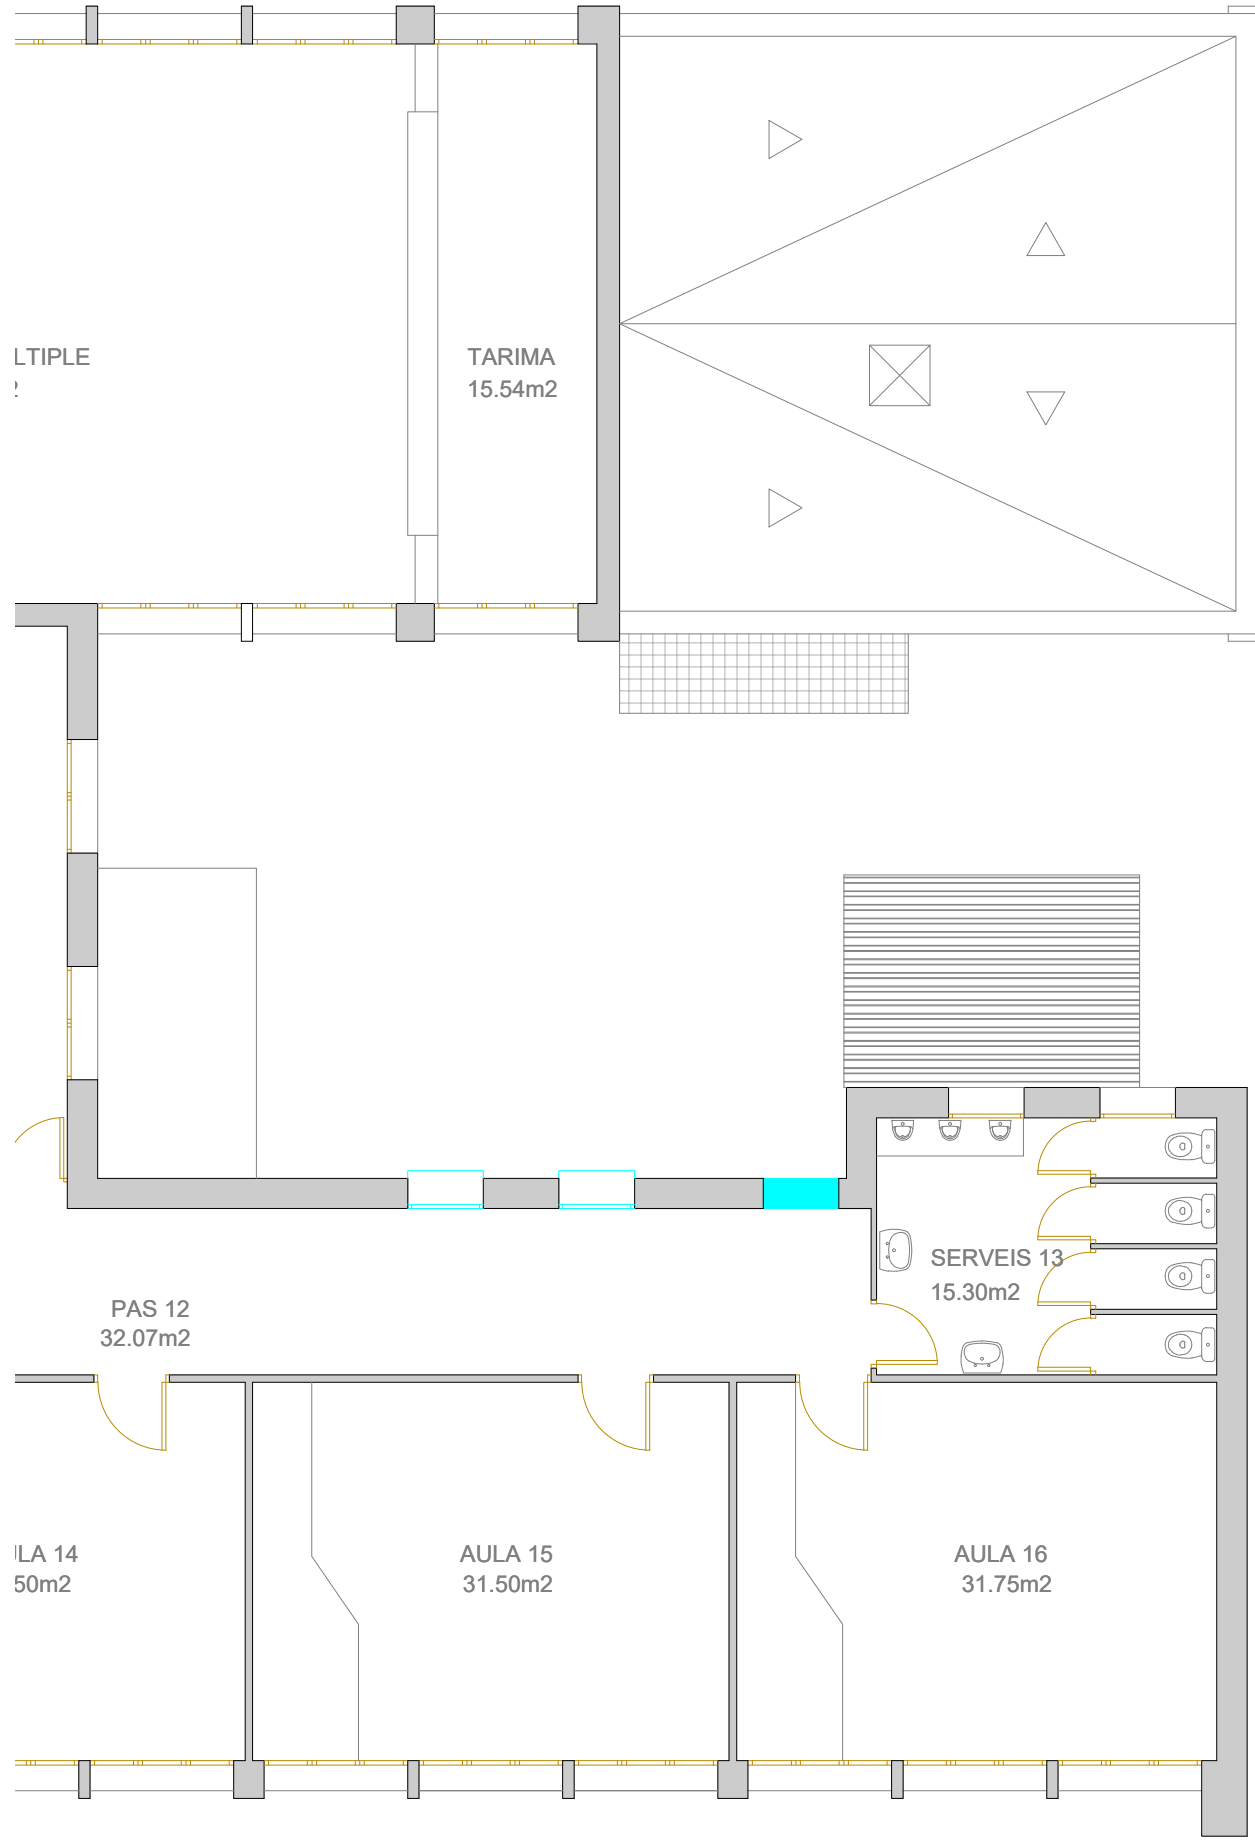 LTIPLE
TARIMA
15.54m2
SERVEIS 13
15.30m2
PAS 12
32.07m2
LA 14
50m2
AULA 15
31.50m2
AULA 16
31.75m2